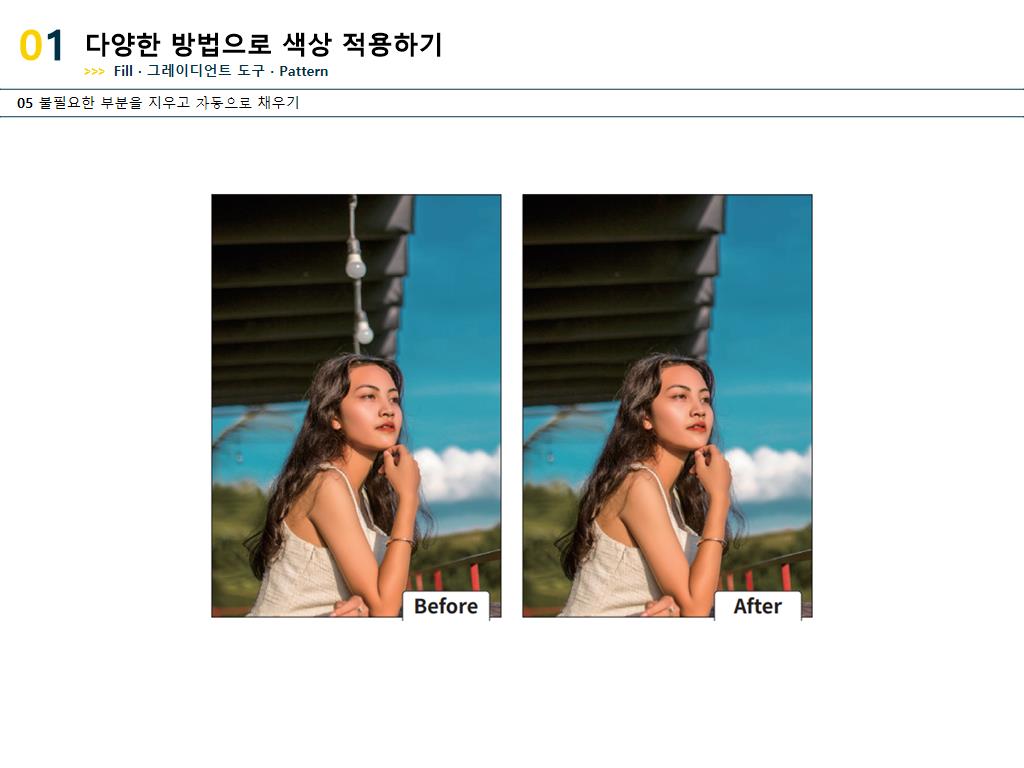 01 다양한 방법으로 색상 적용하기
>>> Fill · 그레이디언트 도구 · Pattern
05 불필요한 부분을 지우고 자동으로 채우기
Before
After